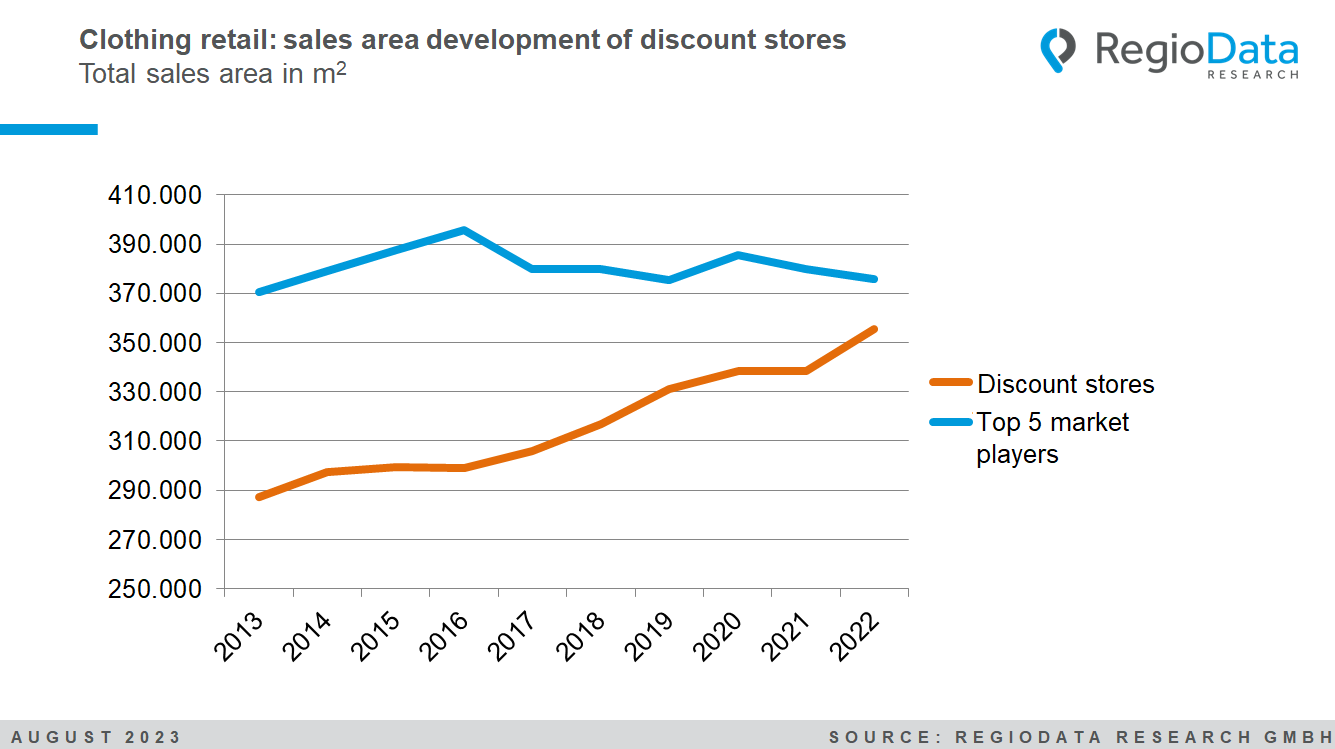 Clothing retail: sales area development of discount stores
Total sales area in m²
RegioData
RESEARCH
410.000
390.000
370.000
350.000
330.000
310.000
290.000
270.000
250.000
2013
2014
2015
2016
2017
2018
2019
2020
2021
2022
Discount stores
Top 5 market
players
AUGUST 2023
SOURCE: REGIODATA RESEARCH GMBH